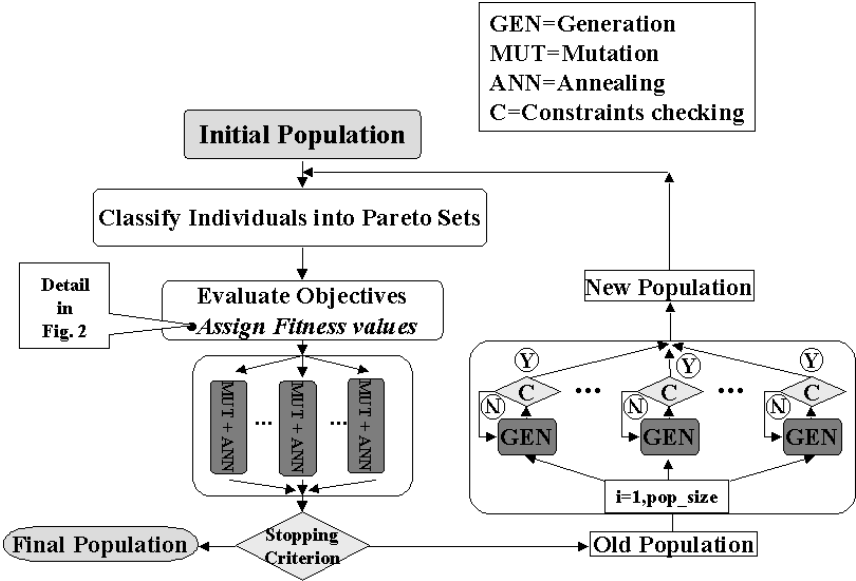 GEN=Generation
MUT=Mutation
ANN=Annealing
C=Constraints checking
Initial Population
Classify Individuals into Pareto Sets
Detail
in
Fig. 2
Evaluate Objectives
Assign Fitness values
New Population
MUT + ANN
...
MUT + ANN
...
MUT + ANN
Y
Y
Y
C
...
C
...
C
N
N
N
GEN
GEN
GEN
i=1,pop_size
Stopping
Criterion
Final Population
Old Population